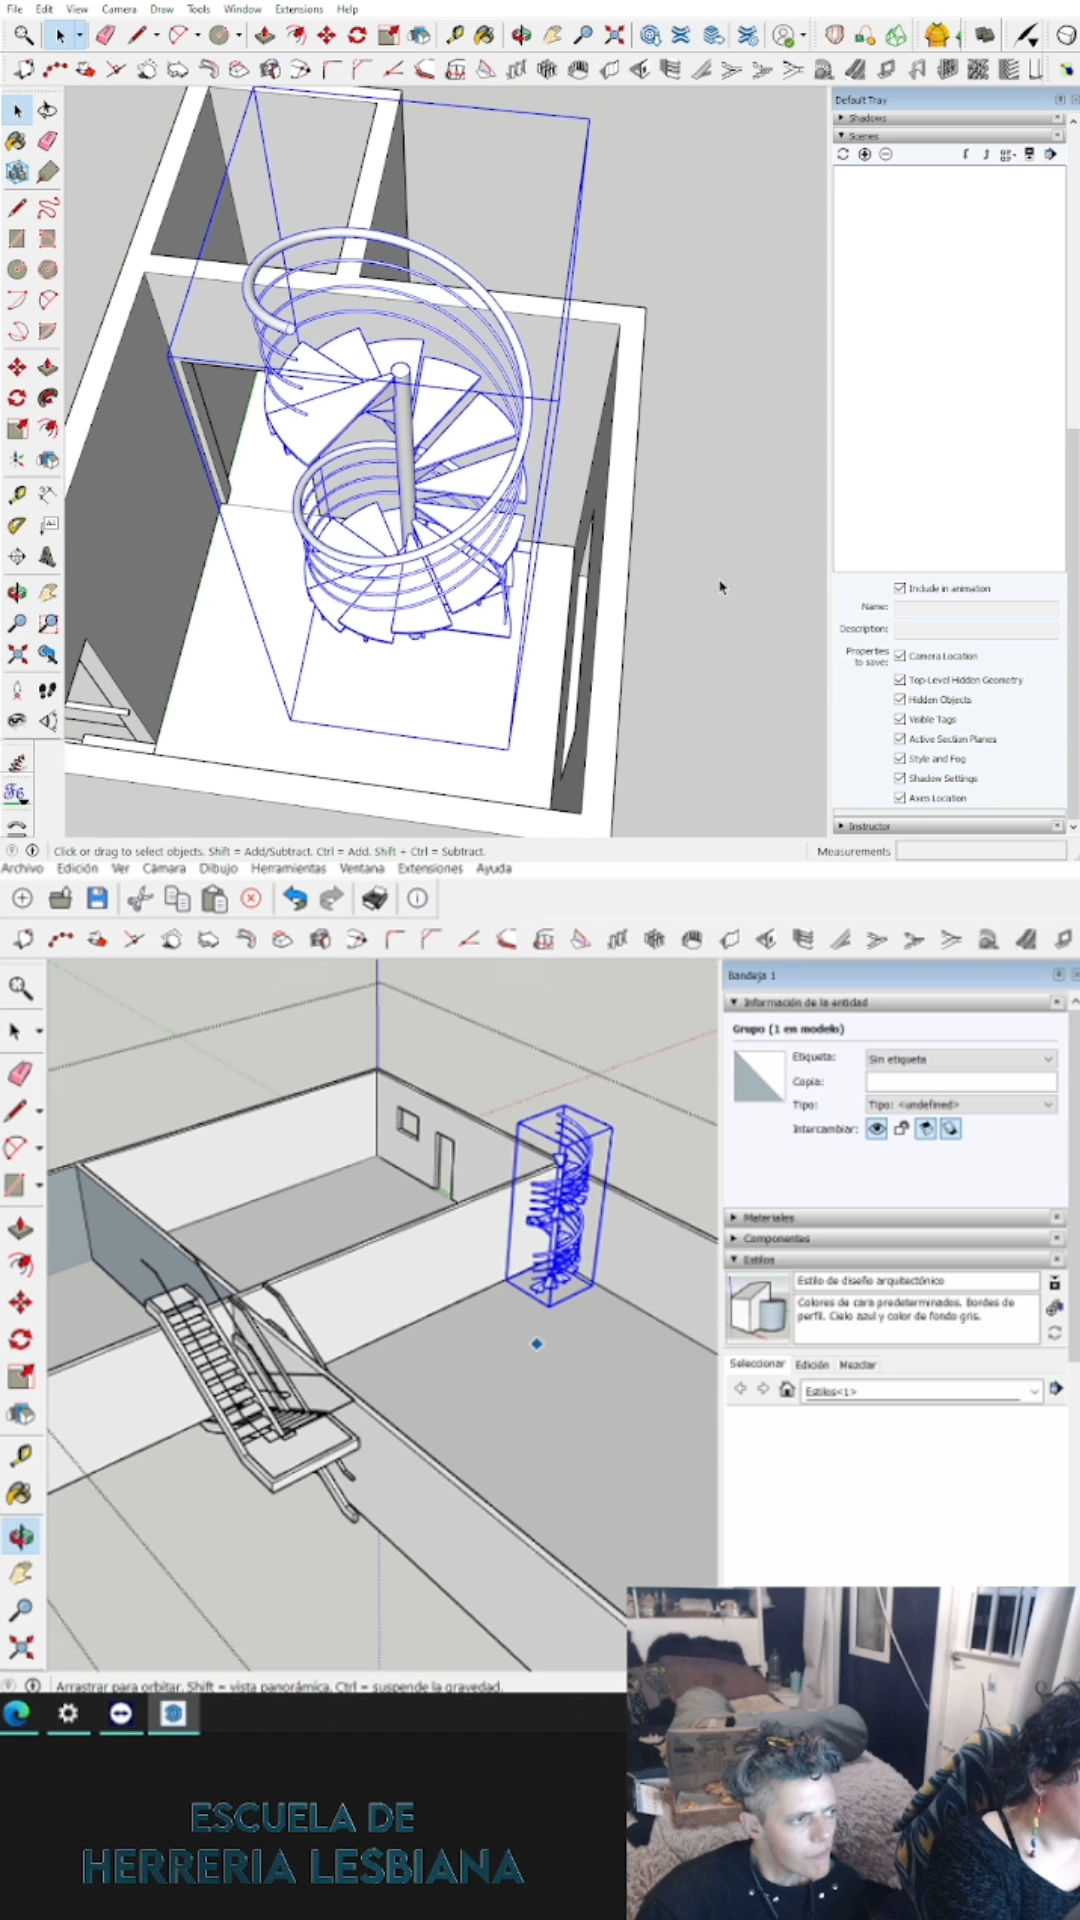 File Edit View Camera Draw Tools Window Extensions Help
Default Tray
Shadows
Scenes
Include in animation
Name:
Description:
Properties to save:
Camera Location
Top-Level Hidden Geometry
Hidden Objects
Visible Tags
Active Section Planes
Style and Fog
Shadow Settings
Axes Location
Instructor
Click or drag to select objects. Shift = Add/Subtract. Ctrl = Add. Shift + Ctrl = Subtract.
Measurements
Archivo Edición Ver Cámara Dibujo Herramientas Ventana Extensiones Ayuda
Bandeja 1
Información de la entidad
Grupo (1 en modelo)
Etiqueta: Sin etiqueta
Copia:
Tipo: Tipo: <undefined>
Intercambiar:
Materiales
Componentes
Estilos
Estilo de diseño arquitectónico
Colores de cara predeterminados. Bordes de
perfil. Cielo azul y color de fondo gris.
Seleccionar Edición Mezclar
Estilos<1>
Arrastrar para orbitar. Shift = vista panorámica, Ctrl = suspende la gravedad.
ESCUELA DE
HERRERIA LESBIANA